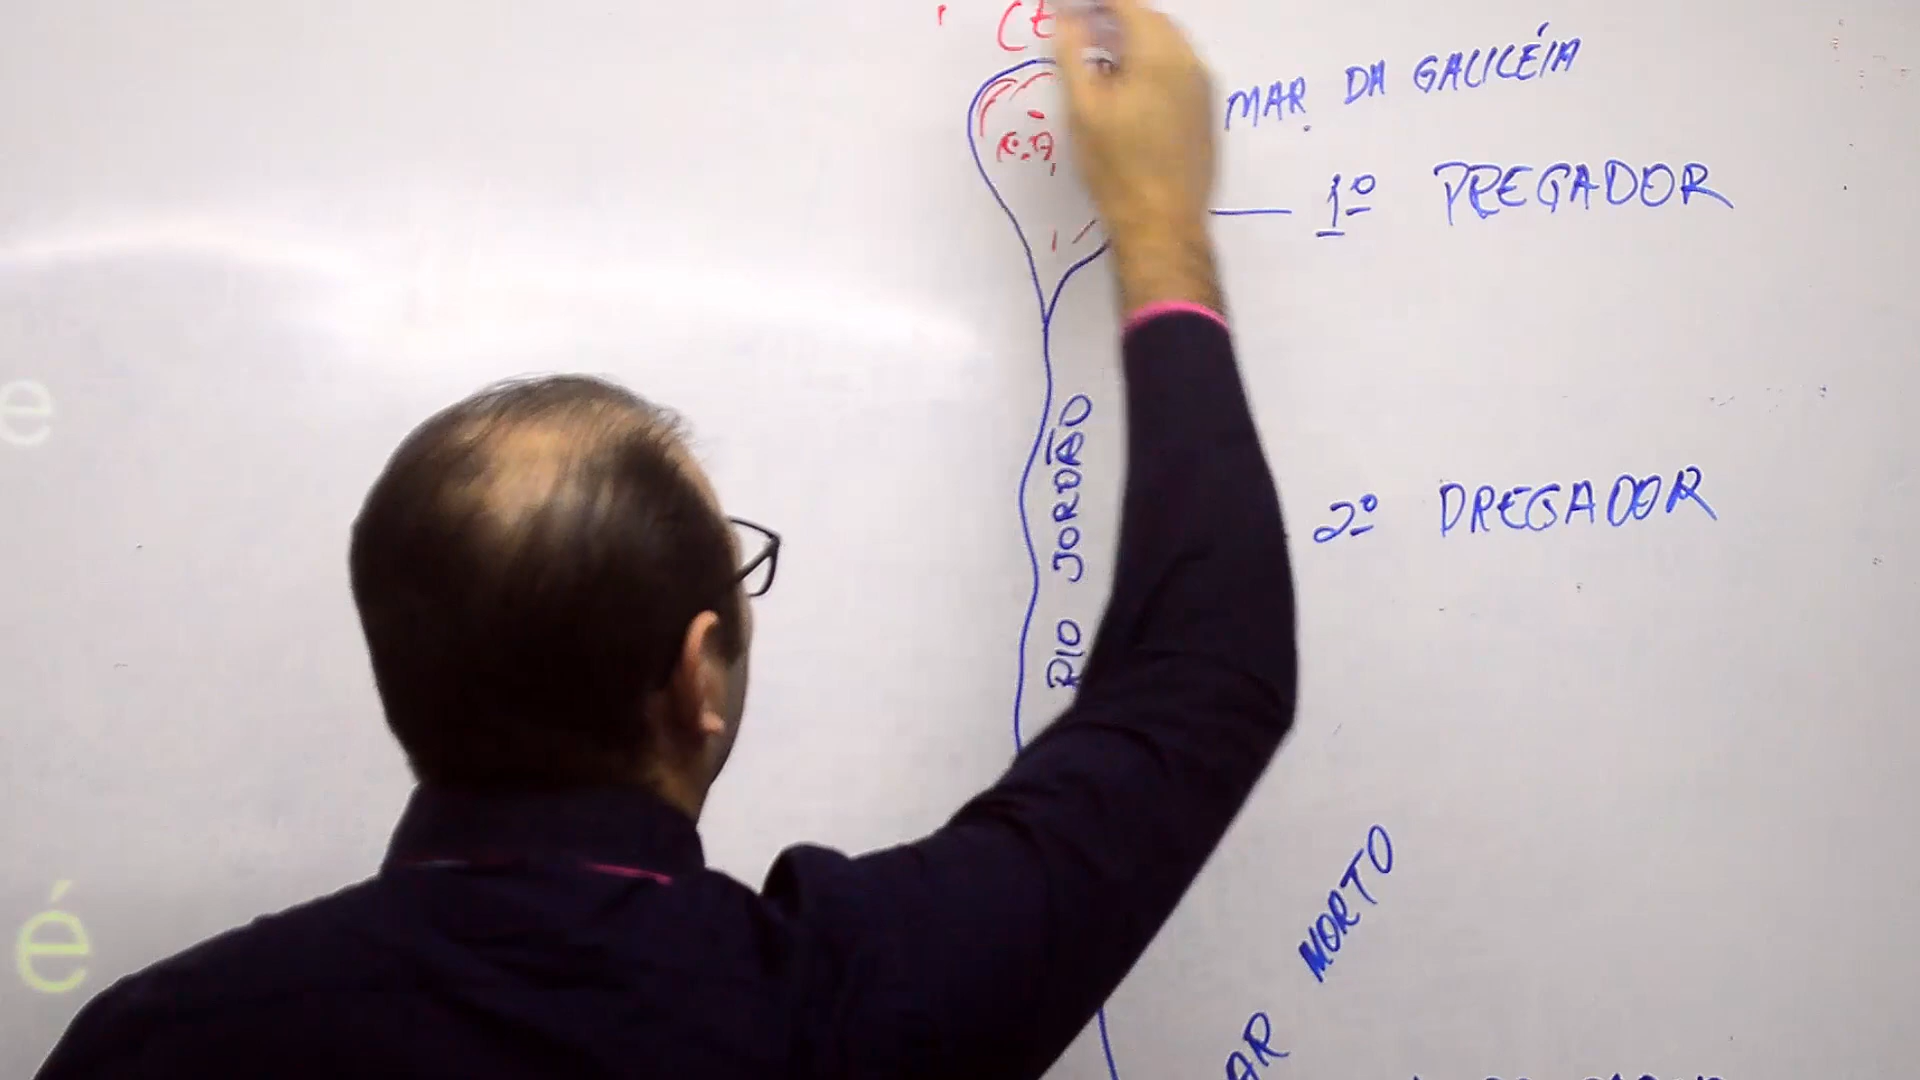 MAR DA GALILÉIA
1º PREGADOR
RIO JORDÃO
2º PREGADOR
MORTO
AR
e
é